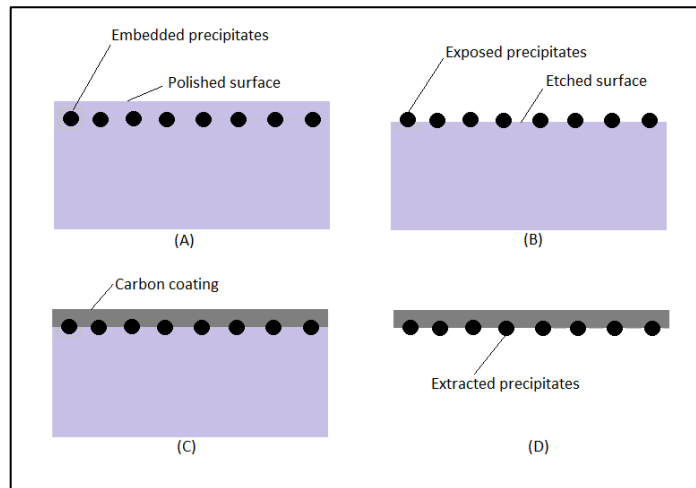 Embedded precipitates
Polished surface
(A)
Exposed precipitates
Etched surface
(B)
Carbon coating
(C)
Extracted precipitates
(D)